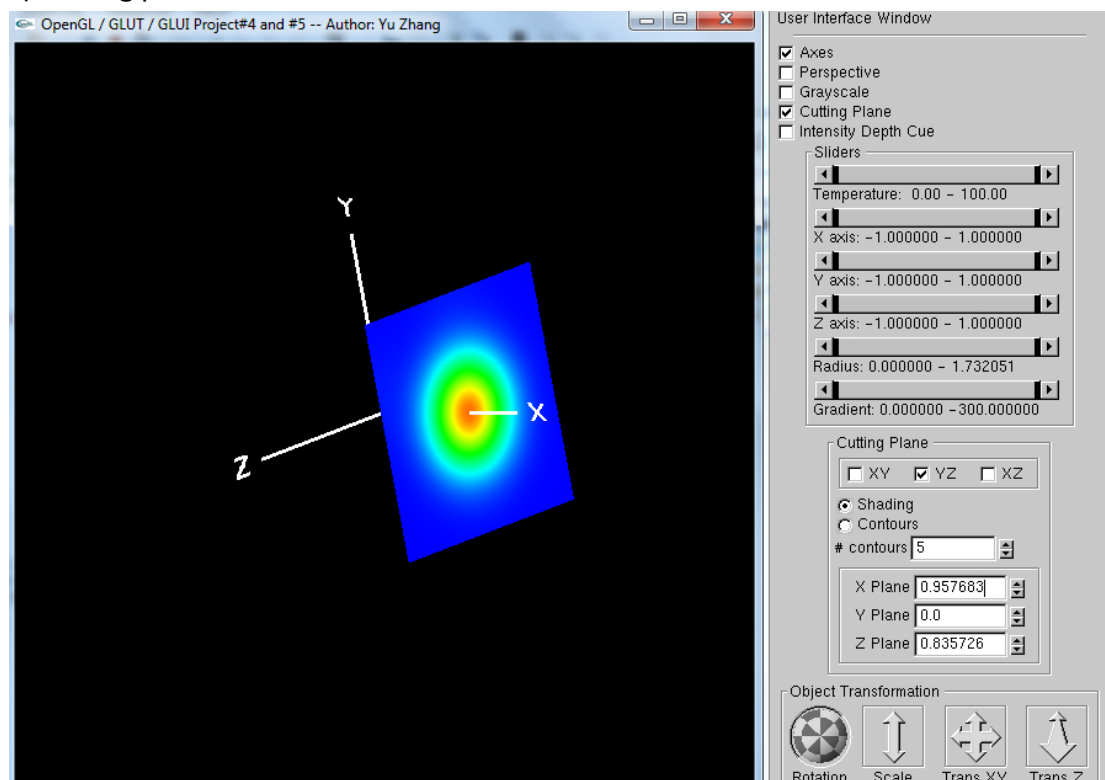 OpenGL / GLUT / GLUI Project#4 and #5 -- Author: Yu Zhang
Y
X
Z
User Interface Window
Axes
Perspective
Grayscale
Cutting Plane
Intensity Depth Cue
Sliders
Temperature: 0.00 - 100.00
X axis: -1.000000 - 1.000000
Y axis: -1.000000 - 1.000000
Z axis: -1.000000 - 1.000000
Radius: 0.000000 - 1.732051
Gradient: 0.000000 -300.000000
Cutting Plane
XY YZ XZ
Shading
Contours
# contours 5
X Plane 0.957683
Y Plane 0.0
Z Plane 0.835726
Object Transformation
Rotation Scale Trans XY Trans Z